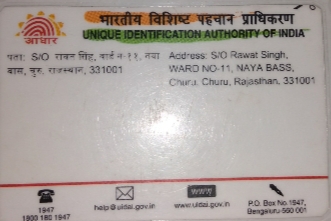 भारतीय विशिष्ट पहचान प्राधिकरण
UNIQUE IDENTIFICATION AUTHORITY OF INDIA
आधार
पता: S/O रावत सिंह, वार्ड न-११, नया
बास, चुरु, राजस्थान, 331001
Address: S/O Rawat Singh,
WARD NO-11, NAYA BASS,
Churu, Churu, Rajasthan, 331001
1947
1800 180 1947
help@uidai.gov.in
www
www.uidai.gov.in
P.O. Box No.1947,
Bengaluru-560 001